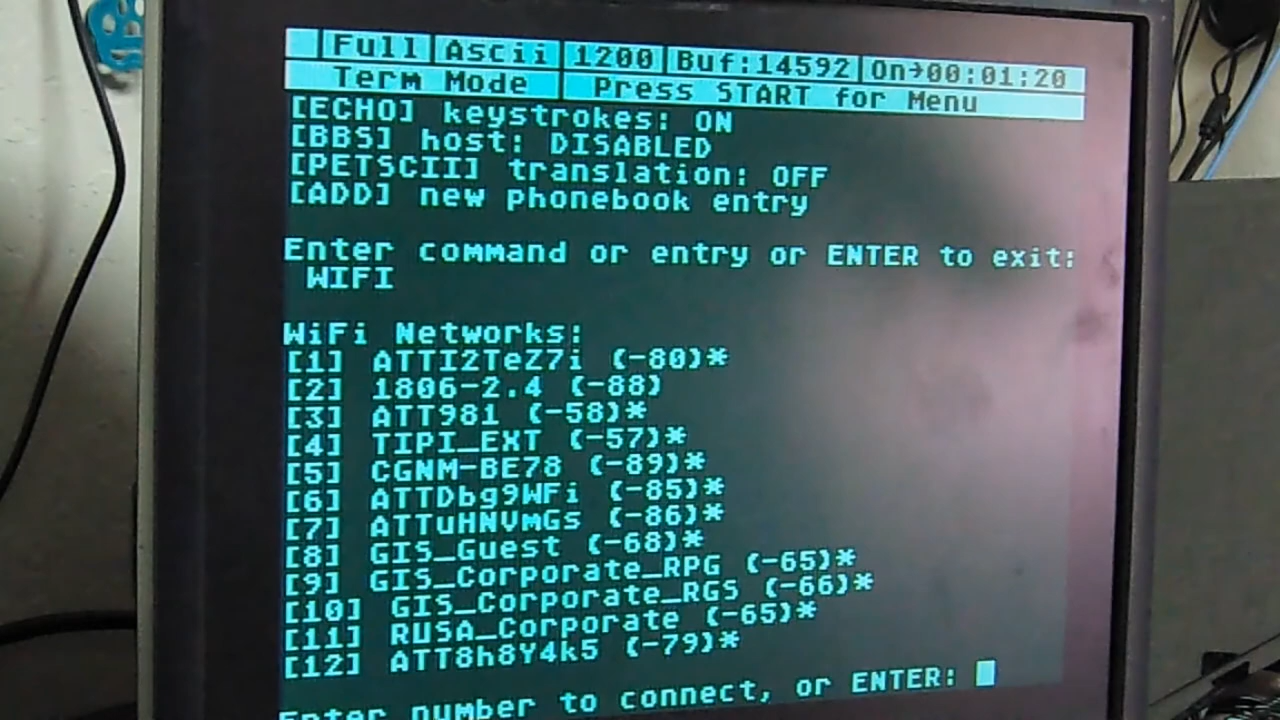 Full Ascii 1200 Buf:14592 On→00:01:20
Term Mode Press START for Menu
[ECHO] keystrokes: ON
[BBS] host: DISABLED
[PETSCII] translation: OFF
[ADD] new phonebook entry
Enter command or entry or ENTER to exit:
WIFI
WiFi Networks:
[1] ATTI2TeZ7i (-80)*
[2] 1806-2.4 (-88)
[3] ATT981 (-58)*
[4] TIPI_EXT (-57)*
[5] CGNM-BE78 (-89)*
[6] ATTDbg9WFi (-85)*
[7] ATTuHNVmGs (-86)*
[8] GIS_Guest (-68)*
[9] GIS_Corporate_RPG (-65)*
[10] GIS_Corporate_RGS (-66)*
[11] RUSA_Corporate (-65)*
[12] ATT8h8Y4k5 (-79)*
Enter number to connect, or ENTER: